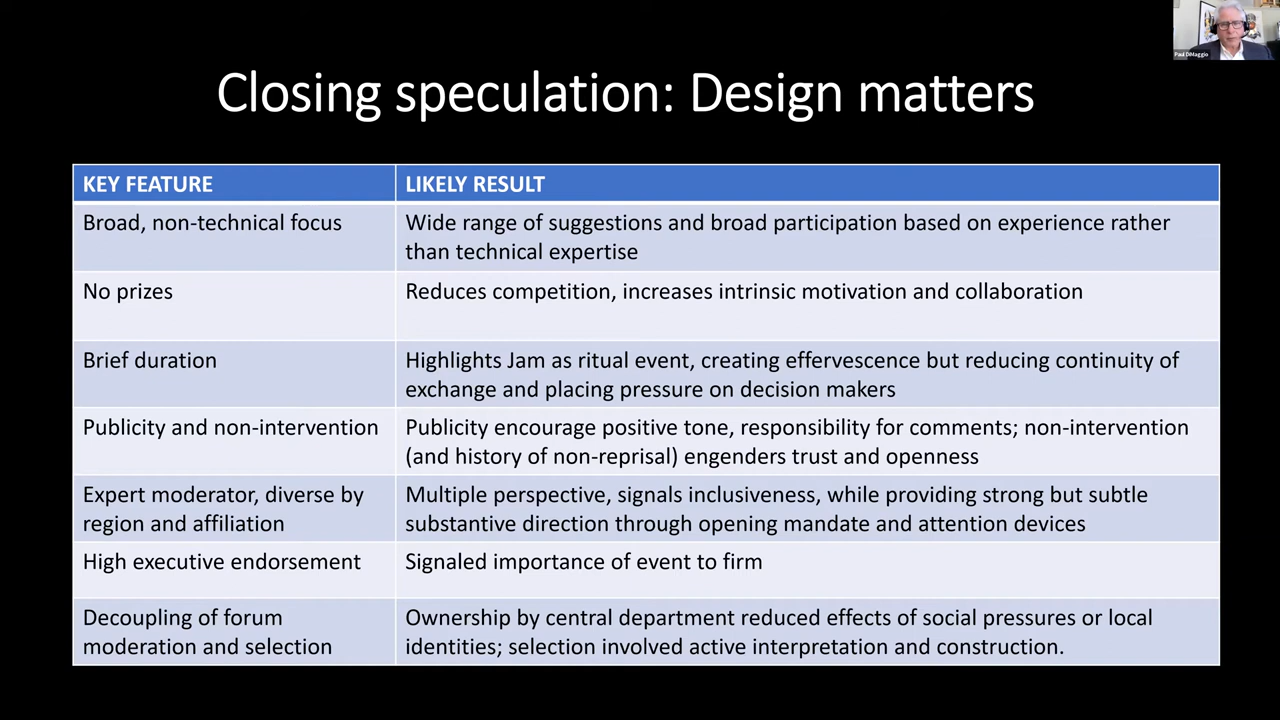 Paul DiMaggio
Closing speculation: Design matters
KEY FEATURE
LIKELY RESULT
Broad, non-technical focus
Wide range of suggestions and broad participation based on experience rather
than technical expertise
No prizes
Reduces competition, increases intrinsic motivation and collaboration
Brief duration
Highlights Jam as ritual event, creating effervescence but reducing continuity of
exchange and placing pressure on decision makers
Publicity and non-intervention
Publicity encourage positive tone, responsibility for comments; non-intervention
(and history of non-reprisal) engenders trust and openness
Expert moderator, diverse by
region and affiliation
Multiple perspective, signals inclusiveness, while providing strong but subtle
substantive direction through opening mandate and attention devices
High executive endorsement
Signaled importance of event to firm
Decoupling of forum
moderation and selection
Ownership by central department reduced effects of social pressures or local
identities; selection involved active interpretation and construction.